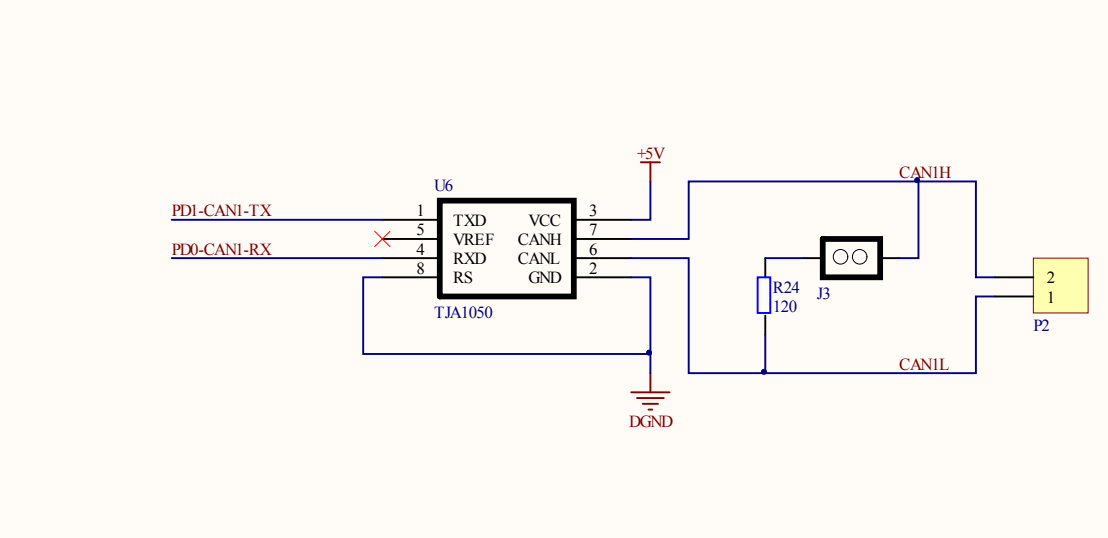 +5V
CAN1H
U6
PD1-CAN1-TX 1 TXD VCC 3
5 VREF CANH 7
PD0-CAN1-RX 4 RXD CANL 6
8 RS GND 2
TJA1050
J3
R24
120
2
1
P2
CAN1L
DGND